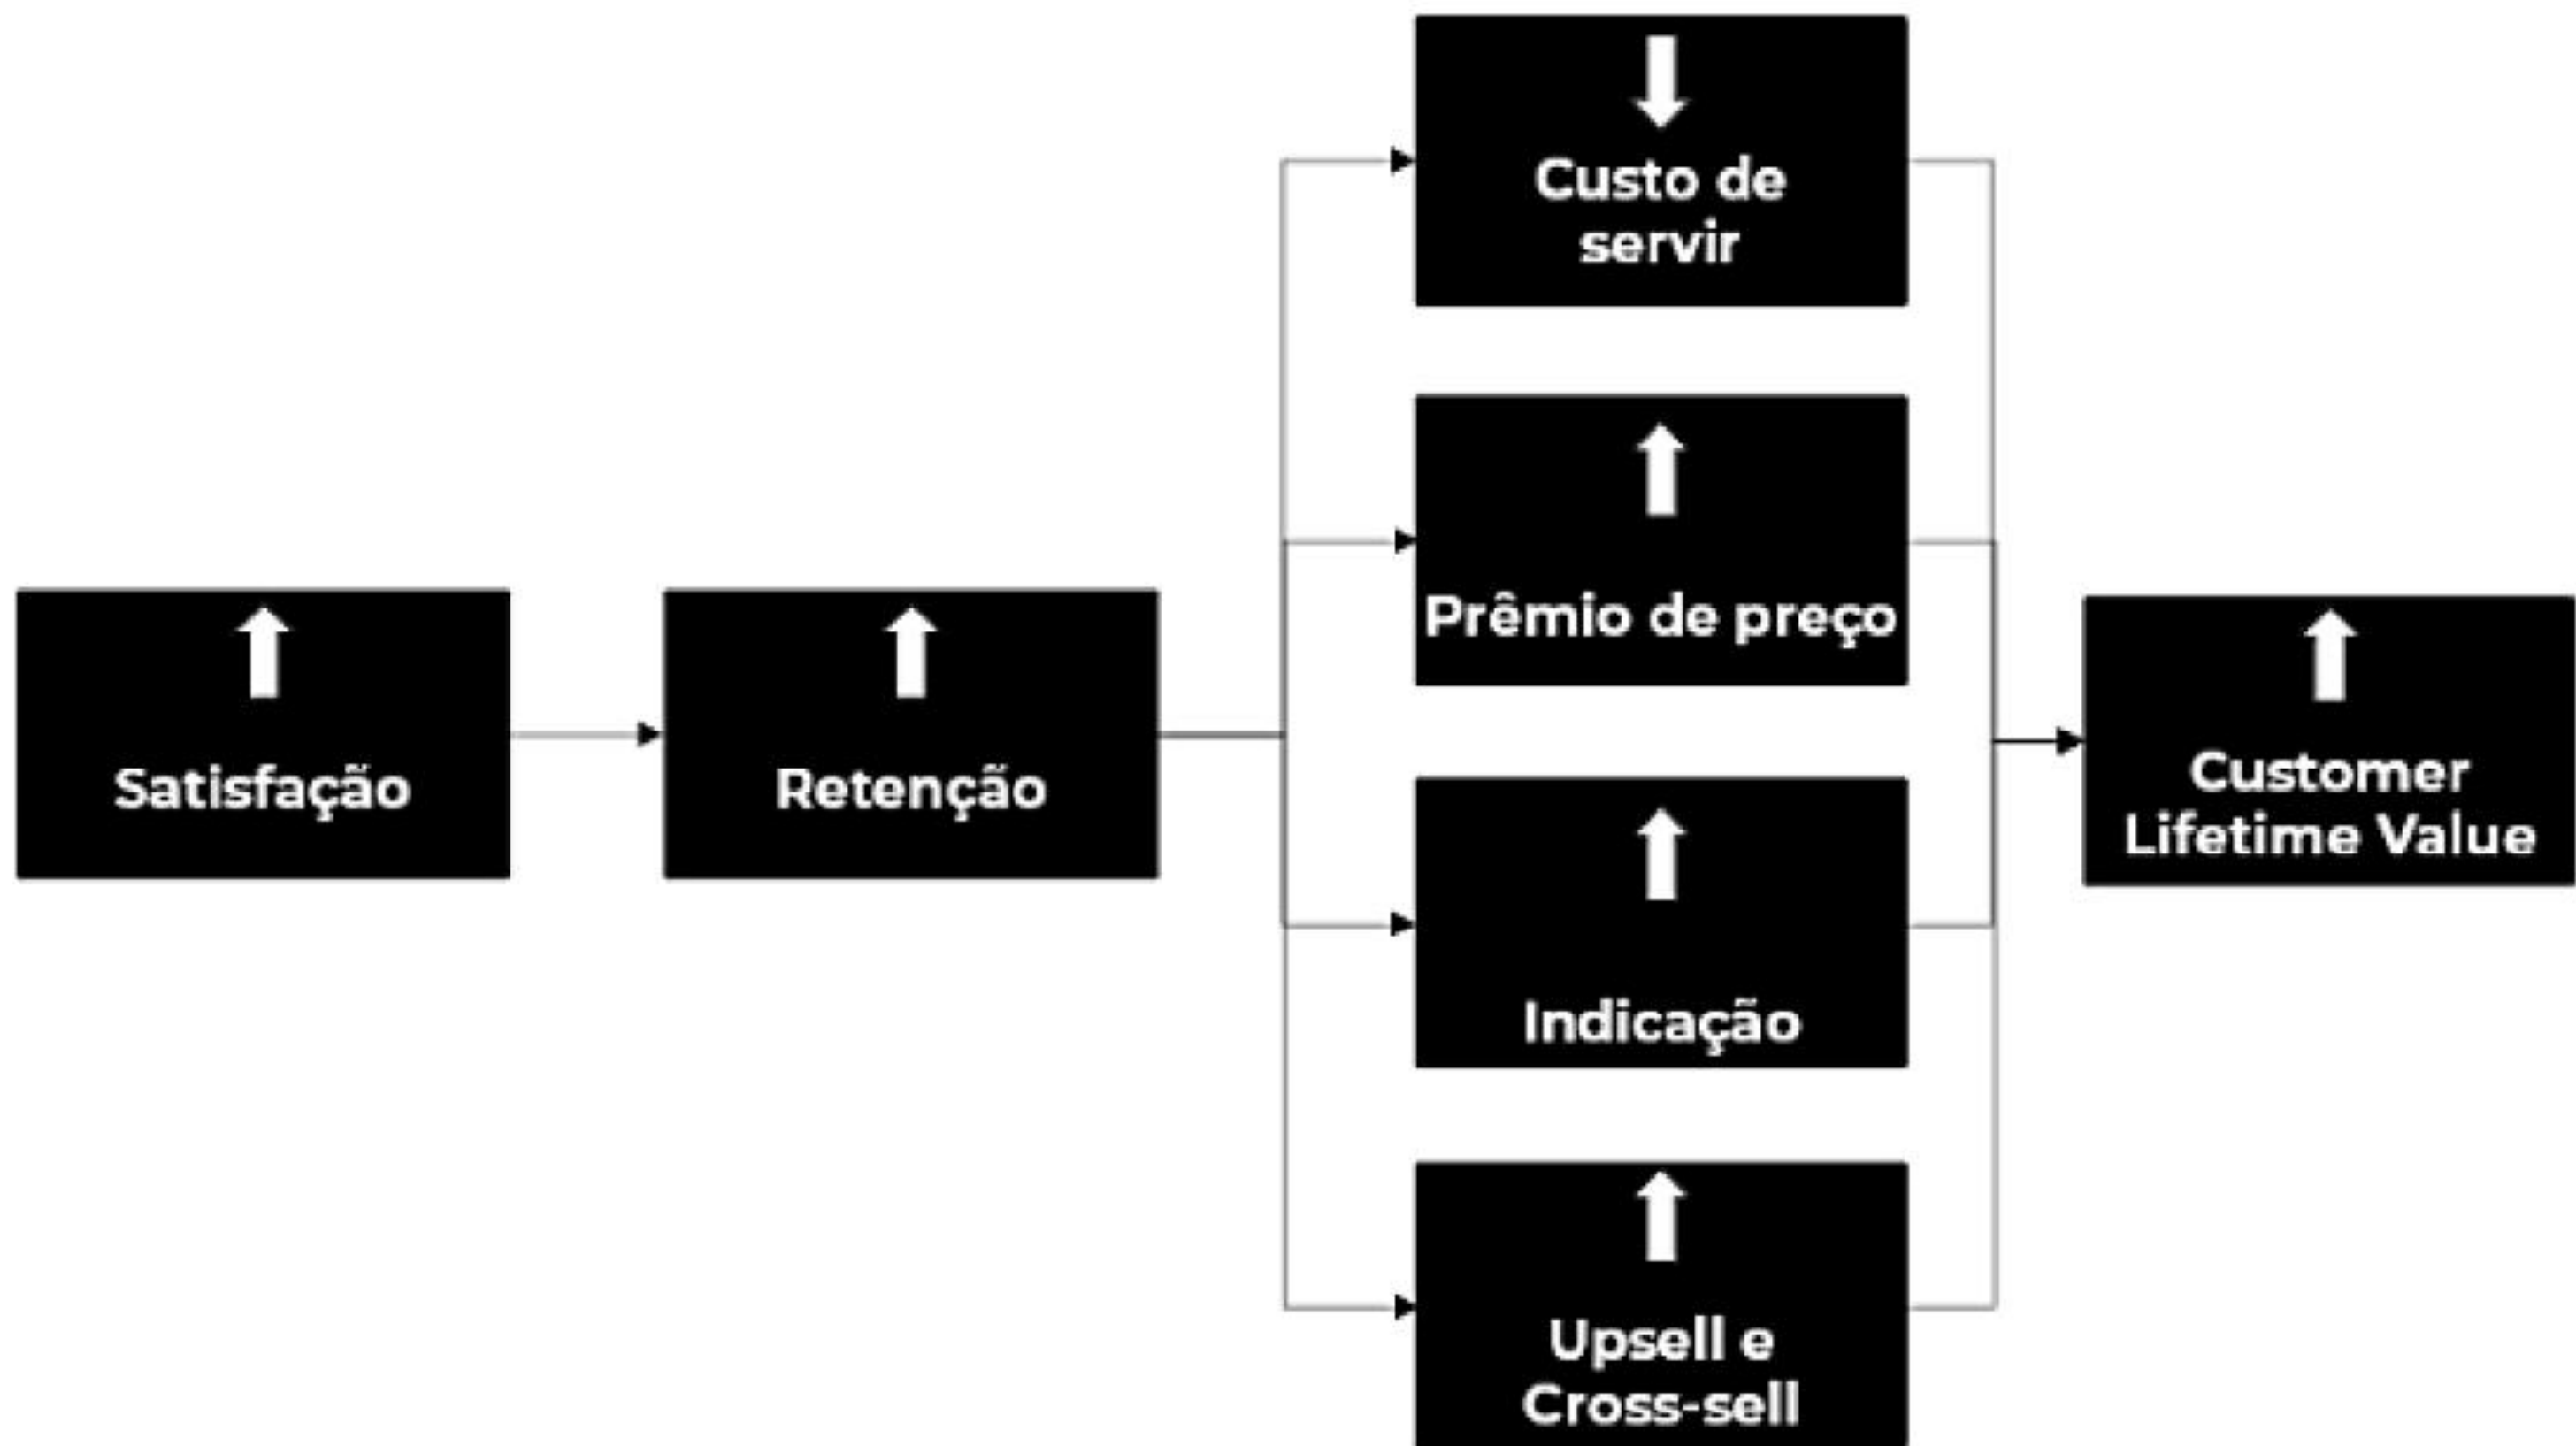 Satisfação
Retenção
Custo de
servir
Prêmio de preço
Indicação
Upsell e
Cross-sell
Customer
Lifetime Value